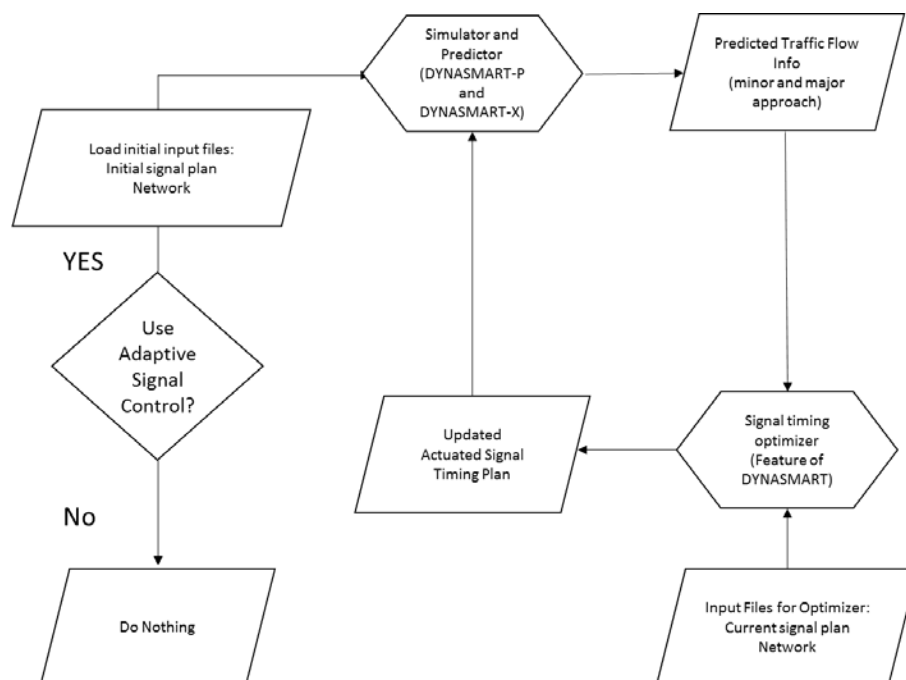 Simulator and Predictor
(DYNASMART-P
and
DYNASMART-X)
Predicted Traffic Flow
Info
(minor and major
approach)
Load initial input files:
Initial signal plan
Network
YES
Use
Adaptive
Signal
Control?
No
Do Nothing
Updated
Actuated Signal
Timing Plan
Signal timing
optimizer
(Feature of
DYNASMART)
Input Files for Optimizer:
Current signal plan
Network